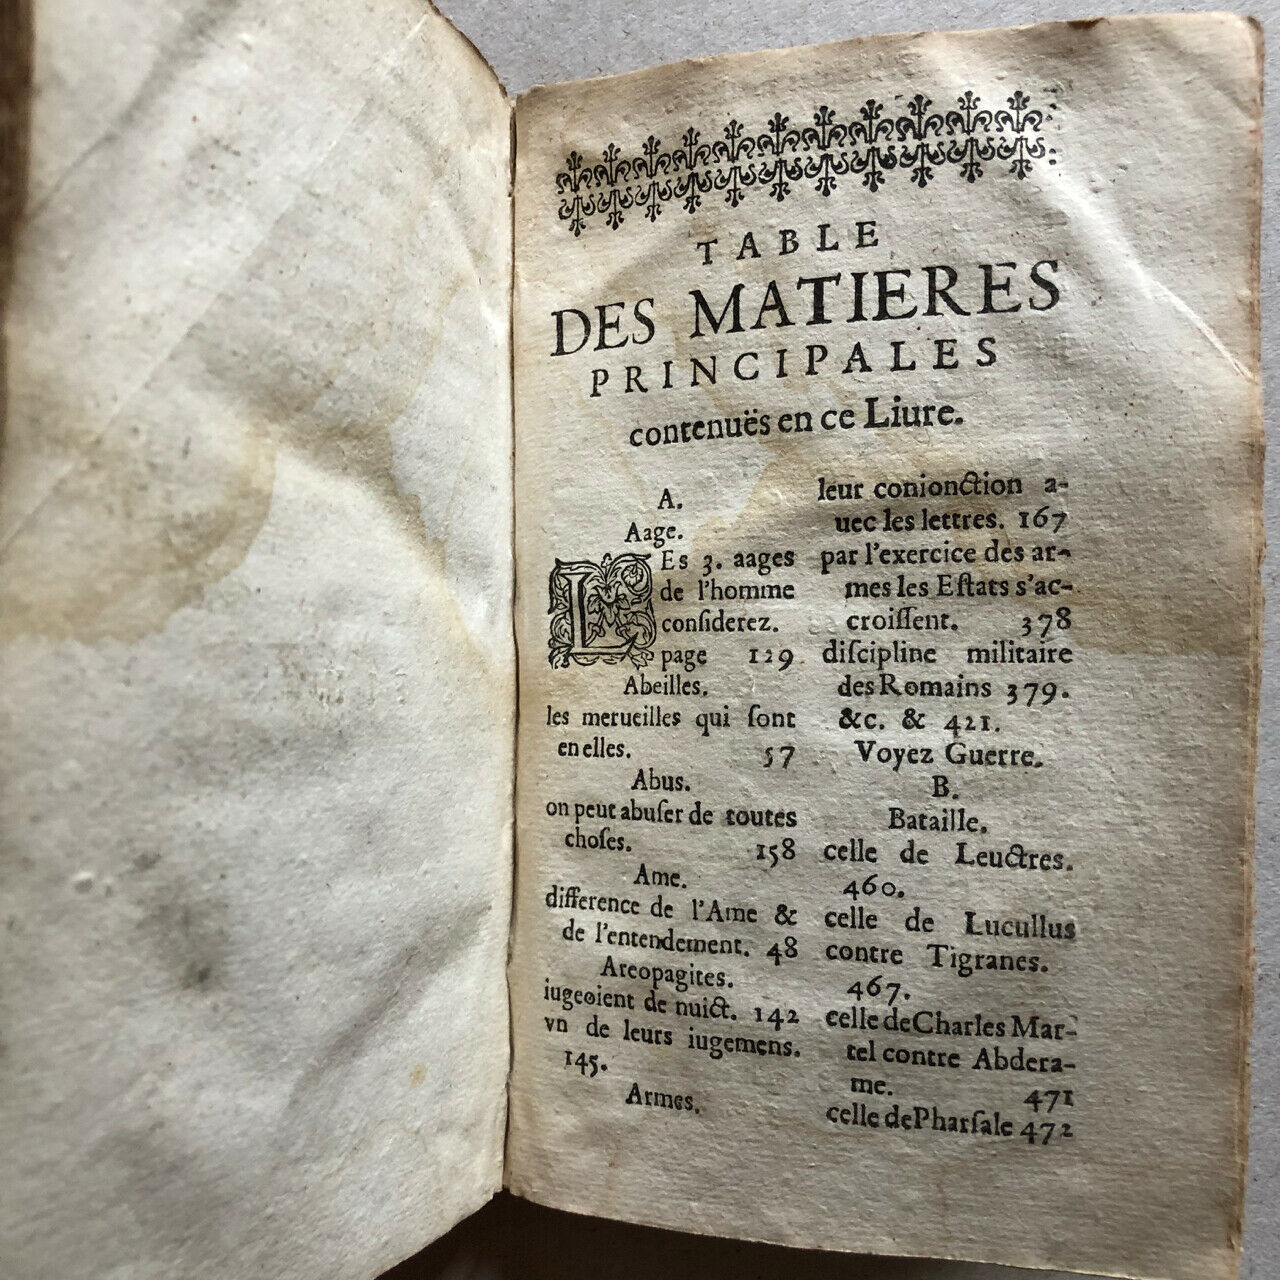 TABLE
DES MATIERES
PRINCIPALES
contenuës en ce Liure.
A.
Aage.
LEs 3. aages
de l'homme
conſiderez.
page 129
Abeilles.
les merueilles qui ſont
en elles. 57
Abus.
on peut abuſer de toutes
choſes. 158
Ame.
difference de l'Ame &
de l'entendement. 48
Areopagites.
iugeoient de nuict. 142
vn de leurs iugemens.
145.
Armes,
leur conionction a-
uec les lettres. 167
par l'exercice des ar-
mes les Eſtats s'ac-
croiſſent. 378
diſcipline militaire
des Romains 379.
&c. & 421.
Voyez Guerre.
B.
Bataille.
celle de Leuctres.
460.
celle de Lucullus
contre Tigranes.
467.
celle de Charles Mar-
tel contre Abdera-
me. 471
celle de Pharſale 472